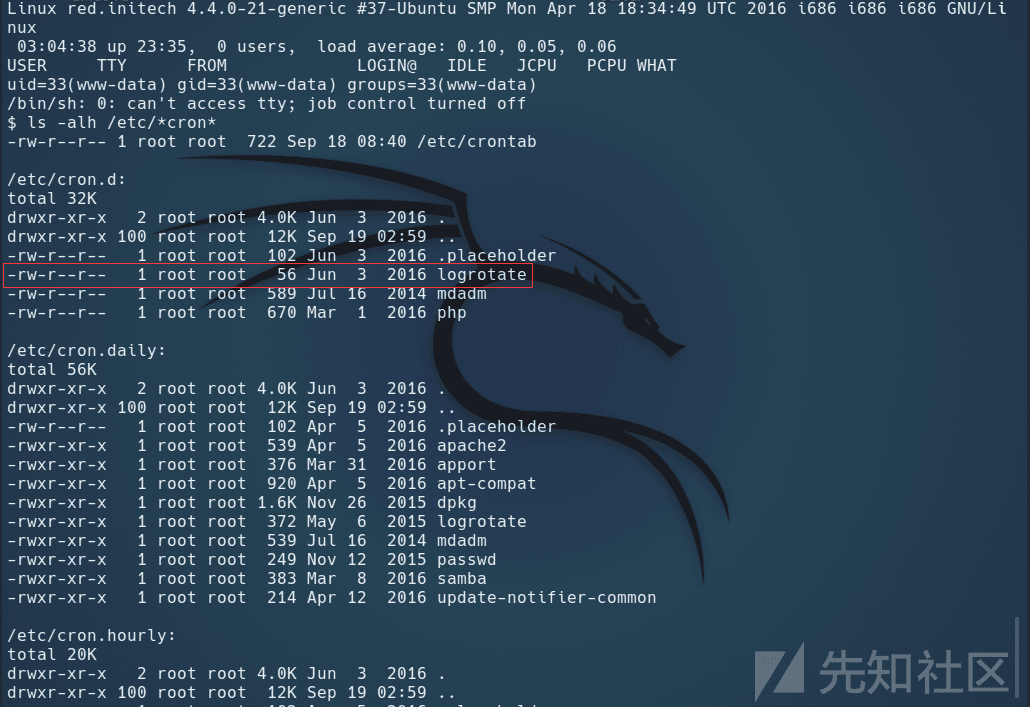 Linux red.initech 4.4.0-21-generic #37-Ubuntu SMP Mon Apr 18 18:34:49 UTC 2016 i686 i686 i686 GNU/Li
nux
 03:04:38 up 23:35,  0 users,  load average: 0.10, 0.05, 0.06
USER     TTY      FROM             LOGIN@   IDLE   JCPU   PCPU WHAT
uid=33(www-data) gid=33(www-data) groups=33(www-data)
/bin/sh: 0: can't access tty; job control turned off
$ ls -alh /etc/*cron*
-rw-r--r-- 1 root root  722 Sep 18 08:40 /etc/crontab

/etc/cron.d:
total 32K
drwxr-xr-x   2 root root 4.0K Jun  3  2016 .
drwxr-xr-x 100 root root  12K Sep 19 02:59 ..
-rw-r--r--   1 root root  102 Jun  3  2016 .placeholder
-rw-r--r--   1 root root   56 Jun  3  2016 logrotate
-rw-r--r--   1 root root  589 Jul 16  2014 mdadm
-rw-r--r--   1 root root  670 Mar  1  2016 php

/etc/cron.daily:
total 56K
drwxr-xr-x   2 root root 4.0K Jun  3  2016 .
drwxr-xr-x 100 root root  12K Sep 19 02:59 ..
-rw-r--r--   1 root root  102 Apr  5  2016 .placeholder
-rwxr-xr-x   1 root root  539 Apr  5  2016 apache2
-rwxr-xr-x   1 root root  376 Mar 31  2016 apport
-rwxr-xr-x   1 root root  920 Apr  5  2016 apt-compat
-rwxr-xr-x   1 root root 1.6K Nov 26  2015 dpkg
-rwxr-xr-x   1 root root  372 May  6  2015 logrotate
-rwxr-xr-x   1 root root  539 Jul 16  2014 mdadm
-rwxr-xr-x   1 root root  249 Nov 12  2015 passwd
-rwxr-xr-x   1 root root  383 Mar  8  2016 samba
-rwxr-xr-x   1 root root  214 Apr 12  2016 update-notifier-common

/etc/cron.hourly:
total 20K
drwxr-xr-x   2 root root 4.0K Jun  3  2016 .
drwxr-xr-x 100 root root  12K Sep 19 02:59 ..
先知社区